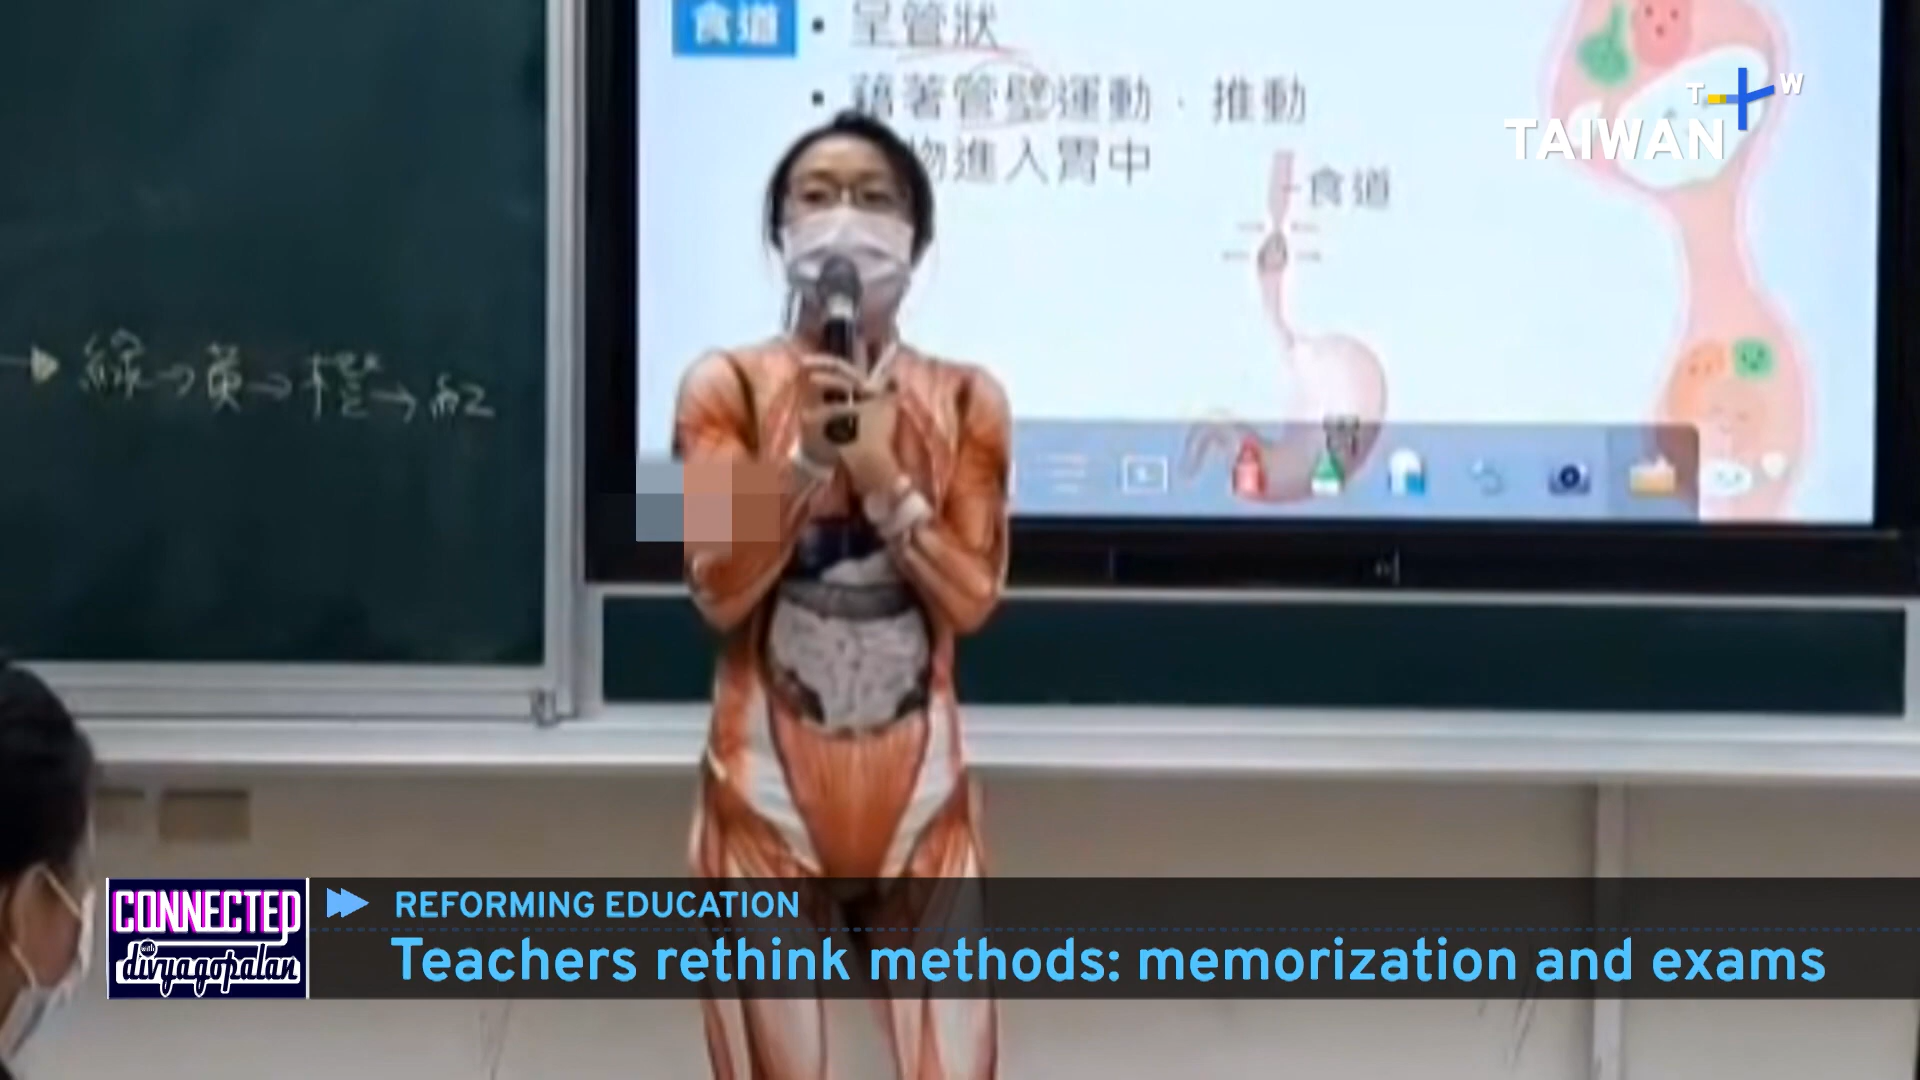 食道
• 呈管狀
• 藉著管壁運動，推動
物進入胃中
食道
胃
T+W
TAIWAN
綠→黃→橙→紅
CONNECTED
with
divyagopalan
REFORMING EDUCATION
Teachers rethink methods: memorization and exams